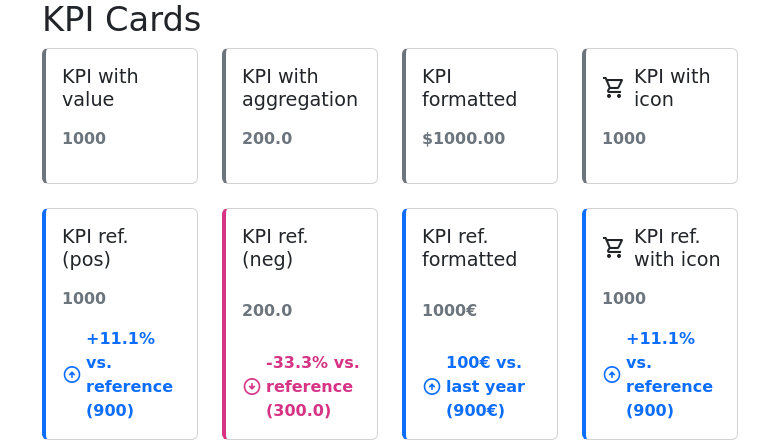 KPI Cards
KPI with
value
1000
KPI with
aggregation
200.0
KPI
formatted
$1000.00
KPI with
icon
1000
KPI ref.
(pos)
1000
+11.1%
vs.
reference
(900)
KPI ref.
(neg)
200.0
-33.3% vs.
reference
(300.0)
KPI ref.
formatted
1000€
100€ vs.
last year
(900€)
KPI ref.
with icon
1000
+11.1%
vs.
reference
(900)